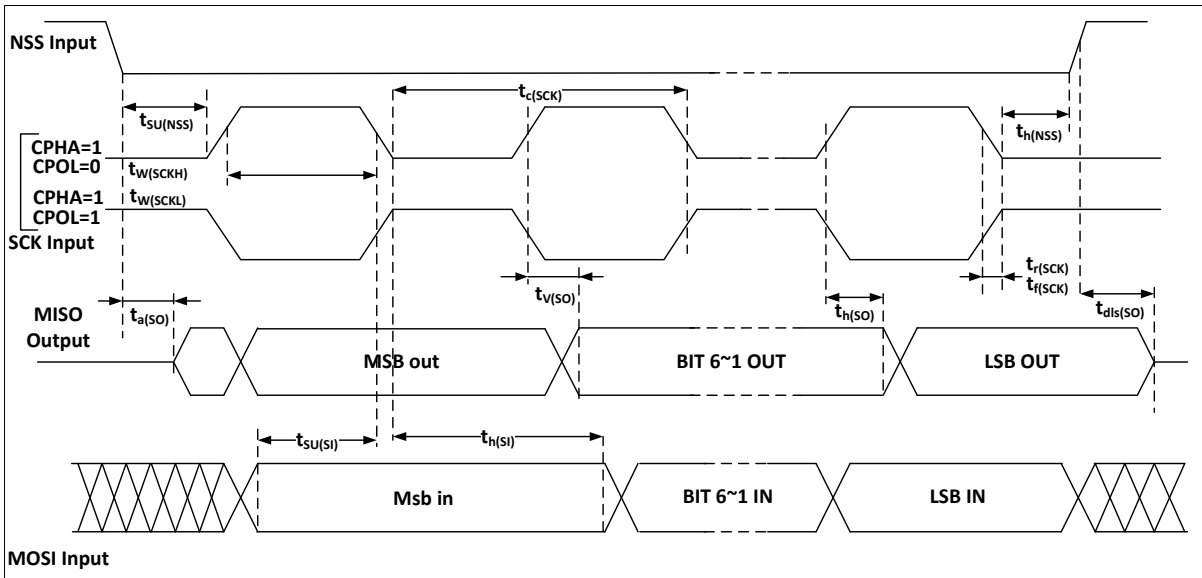 NSS Input
tc(SCK)
tSU(NSS)
th(NSS)
CPHA=1
CPOL=0
tW(SCKH)
CPHA=1
CPOL=1
tW(SCKL)
SCK Input
tV(SO)
tr(SCK)
tf(SCK)
MISO
Output
ta(SO)
th(SO)
tdls(SO)
MSB out
BIT 6~1 OUT
LSB OUT
tSU(SI)
th(SI)
Msb in
BIT 6~1 IN
LSB IN
MOSI Input